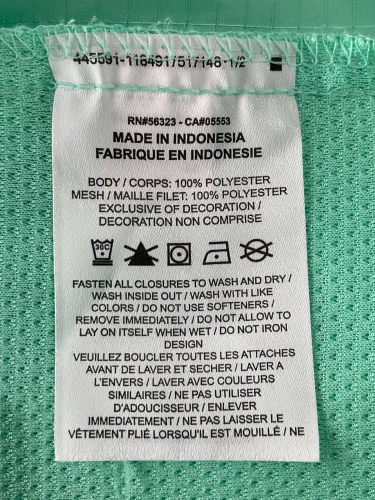 445591-118491/517148-1/2
RN#56323 - CA#05553
MADE IN INDONESIA
FABRIQUE EN INDONESIE
BODY / CORPS: 100% POLYESTER
MESH / MAILLE FILET: 100% POLYESTER
EXCLUSIVE OF DECORATION /
DECORATION NON COMPRISE
30C
FASTEN ALL CLOSURES TO WASH AND DRY /
WASH INSIDE OUT / WASH WITH LIKE
COLORS / DO NOT USE SOFTENERS /
REMOVE IMMEDIATELY / DO NOT ALLOW TO
LAY ON ITSELF WHEN WET / DO NOT IRON
DESIGN
VEUILLEZ BOUCLER TOUTES LES ATTACHES
AVANT DE LAVER ET SECHER / LAVER A
L'ENVERS / LAVER AVEC COULEURS
SIMILAIRES / NE PAS UTILISER
D'ADOUCISSEUR / ENLEVER
IMMEDIATEMENT / NE PAS LAISSER LE
VÊTEMENT PLIÉ LORSQU'IL EST MOUILLÉ / NE